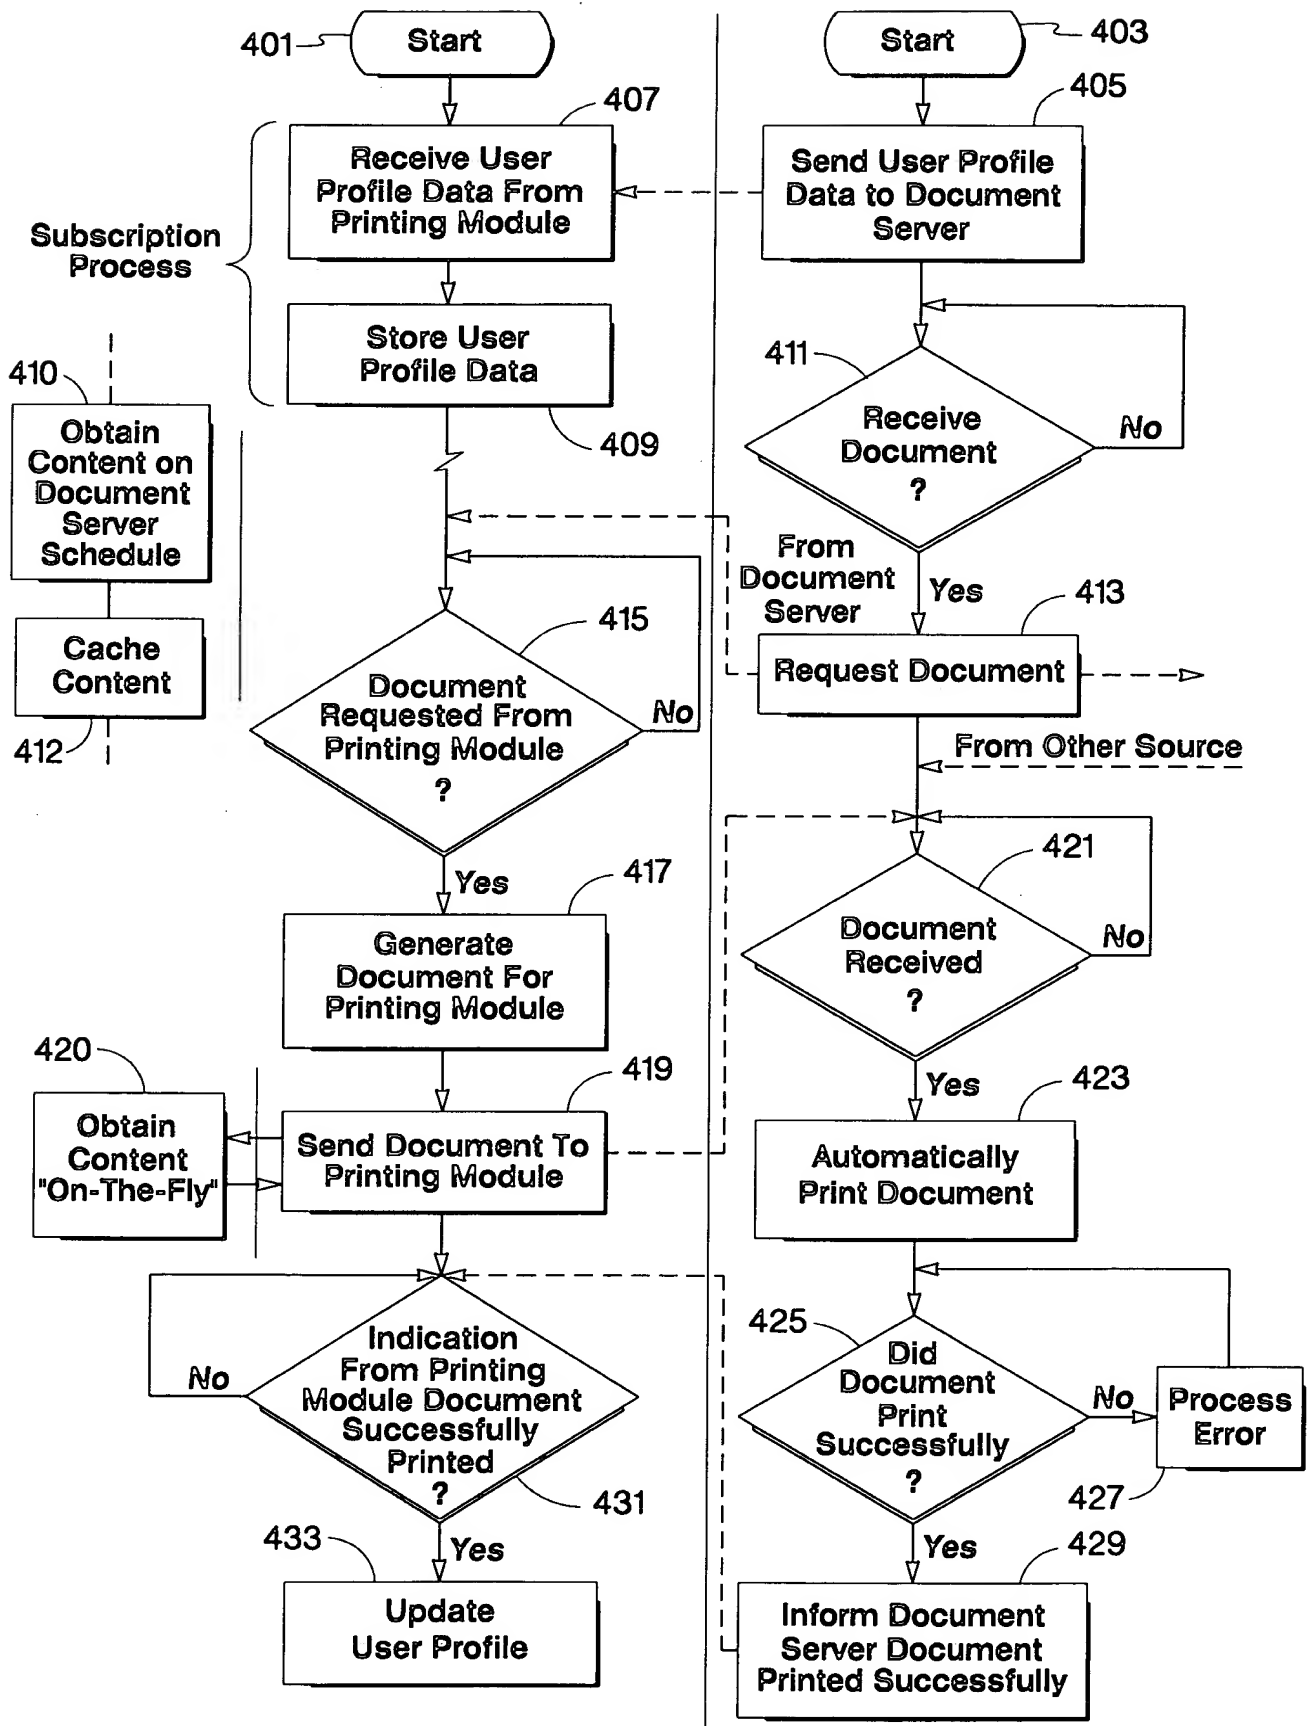 401
Start
Start
403
407
405
Receive User
Profile Data From
Printing Module
Send User Profile
Data to Document
Server
Subscription
Process
Store User
Profile Data
409
410
Obtain
Content on
Document
Server
Schedule
Cache
Content
412
411
Receive
Document
?
No
Yes
From
Document
Server
413
Request Document
From Other Source
415
Document
Requested From
Printing Module
?
No
Yes
417
Generate
Document For
Printing Module
421
Document
Received
?
No
Yes
420
Obtain
Content
"On-The-Fly"
419
Send Document To
Printing Module
423
Automatically
Print Document
425
Did
Document
Print
Successfully
?
No
Process
Error
427
Yes
Indication
From Printing
Module Document
Successfully
Printed
?
No
431
Yes
433
Update
User Profile
429
Inform Document
Server Document
Printed Successfully